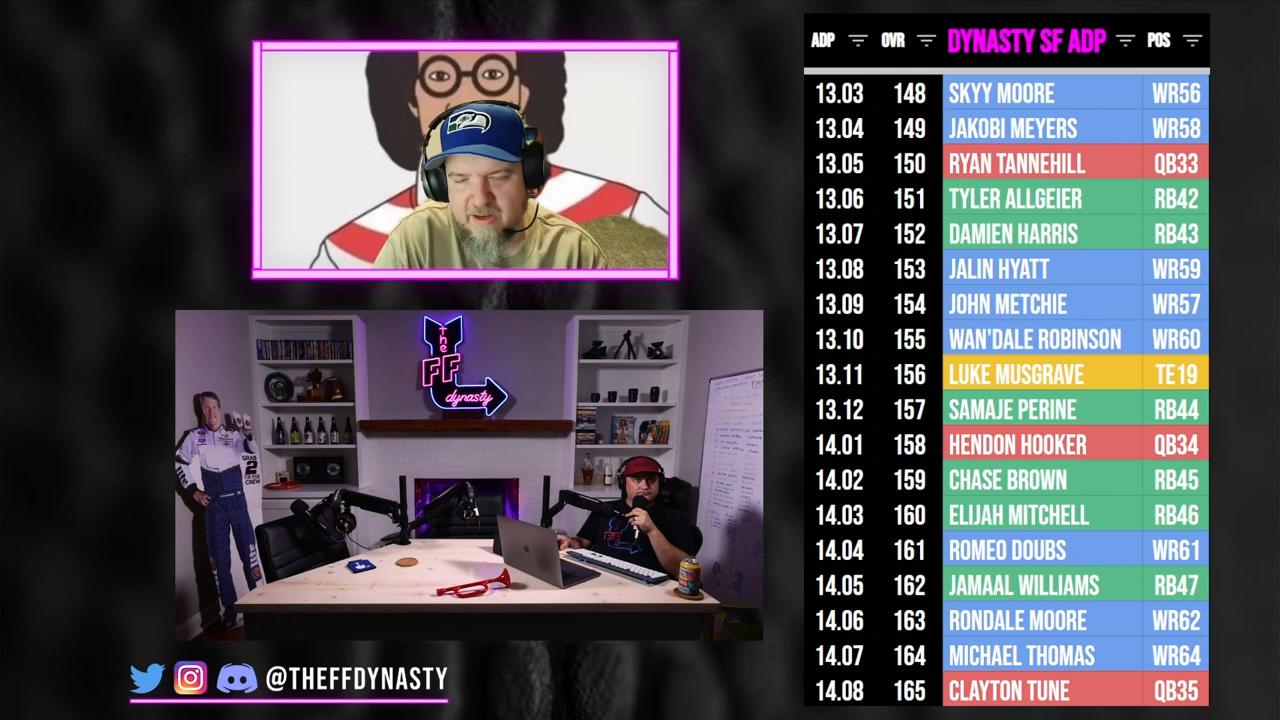 ADP OVR DYNASTY SF ADP POS
13.03 148 SKYY MOORE WR56
13.04 149 JAKOBI MEYERS WR58
13.05 150 RYAN TANNEHILL QB33
13.06 151 TYLER ALLGEIER RB42
13.07 152 DAMIEN HARRIS RB43
13.08 153 JALIN HYATT WR59
13.09 154 JOHN METCHIE WR57
13.10 155 WAN'DALE ROBINSON WR60
13.11 156 LUKE MUSGRAVE TE19
13.12 157 SAMAJE PERINE RB44
14.01 158 HENDON HOOKER QB34
14.02 159 CHASE BROWN RB45
14.03 160 ELIJAH MITCHELL RB46
14.04 161 ROMEO DOUBS WR61
14.05 162 JAMAAL WILLIAMS RB47
14.06 163 RONDALE MOORE WR62
14.07 164 MICHAEL THOMAS WR64
14.08 165 CLAYTON TUNE QB35
the
FF
dynasty
GRAB
2
CREW
@THEFFDYNASTY